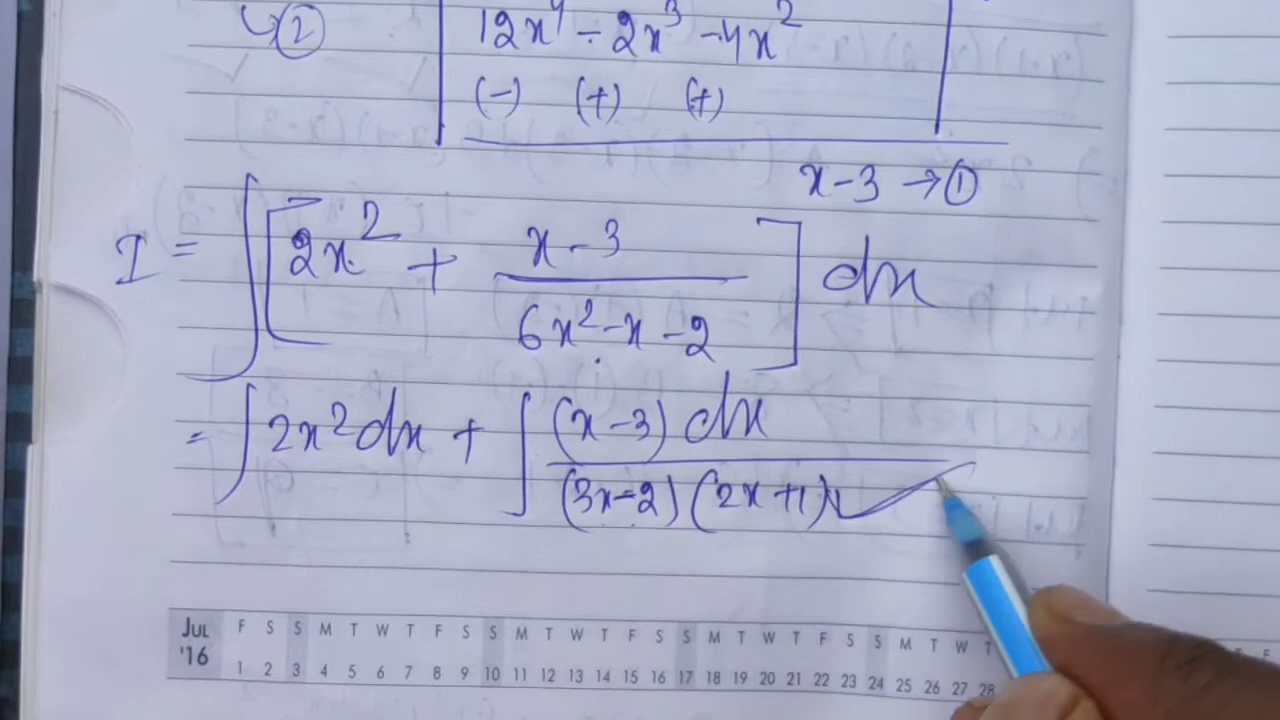 ↳ ② 12x⁴ - 2x³ - 4x²
(-) (+) (+)
x-3 → ①
I = ∫ [2x² + (x-3)/(6x²-x-2)] dx
= ∫ 2x² dx + ∫ (x-3) dx/(3x-2)(2x+1)
JUL F S S M T W T F S S M T W T F S S M T W T F S S M T W T
'16 1 2 3 4 5 6 7 8 9 10 11 12 13 14 15 16 17 18 19 20 21 22 23 24 25 26 27 28